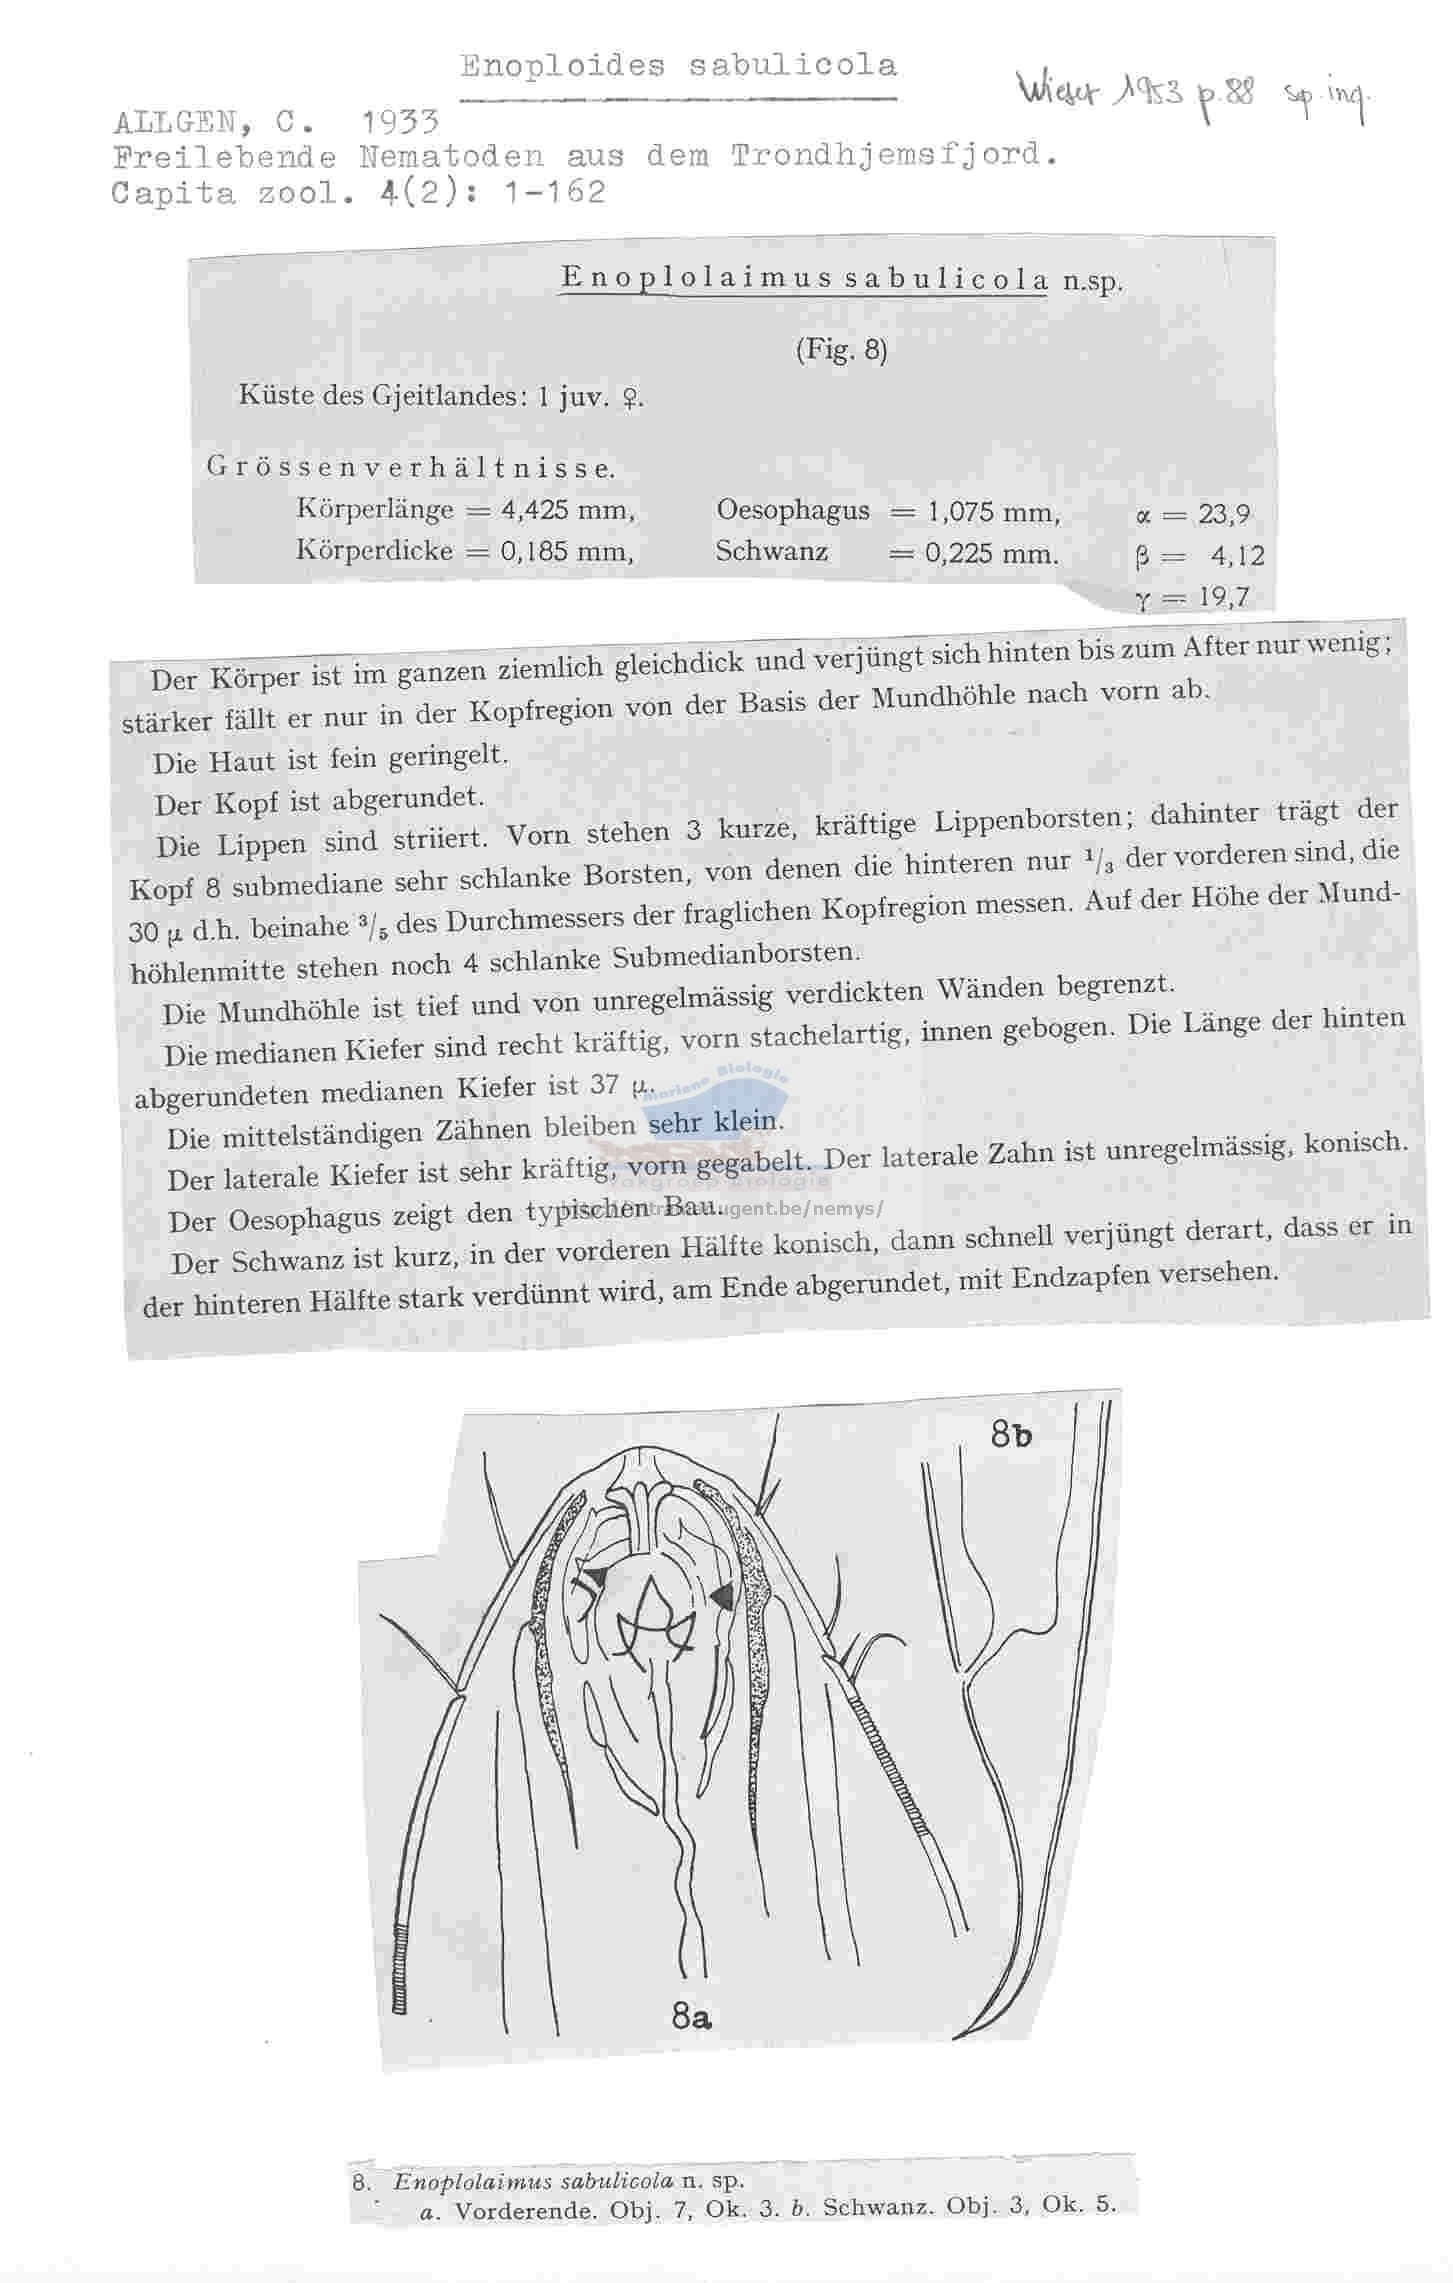 Enoploides sabulicola
Wieser 1953 p.88 sp. inq.
ALLGEN, C. 1933
Freilebende Nematoden aus dem Trondhjemsfjord.
Capita zool. 4(2): 1-162
Enoplolaimus sabulicola n.sp.
(Fig. 8)
Küste des Gjeitlandes: 1 juv. ♀.
Grössenverhältnisse.
Körperlänge = 4,425 mm, Oesophagus = 1,075 mm, α = 23,9
Körperdicke = 0,185 mm, Schwanz = 0,225 mm. β = 4,12
γ = 19,7
Der Körper ist im ganzen ziemlich gleichdick und verjüngt sich hinten bis zum After nur wenig;
stärker fällt er nur in der Kopfregion von der Basis der Mundhöhle nach vorn ab.
Die Haut ist fein geringelt.
Der Kopf ist abgerundet.
Die Lippen sind striiert. Vorn stehen 3 kurze, kräftige Lippenborsten; dahinter trägt der
Kopf 8 submediane sehr schlanke Borsten, von denen die hinteren nur 1/3 der vorderen sind, die
30 μ d.h. beinahe 3/5 des Durchmessers der fraglichen Kopfregion messen. Auf der Höhe der Mund-
höhlenmitte stehen noch 4 schlanke Submedianborsten.
Die Mundhöhle ist tief und von unregelmässig verdickten Wänden begrenzt.
Die medianen Kiefer sind recht kräftig, vorn stachelartig, innen gebogen. Die Länge der hinten
abgerundeten medianen Kiefer ist 37 μ.
Mariene Biologie
Die mittelständigen Zähnen bleiben sehr klein.
Der laterale Kiefer ist sehr kräftig, vorn gegabelt. Der laterale Zahn ist unregelmässig, konisch.
Vakgroep Biologie
Der Oesophagus zeigt den typischen Bau.
ugent.be/nemys/
Der Schwanz ist kurz, in der vorderen Hälfte konisch, dann schnell verjüngt derart, dass er in
der hinteren Hälfte stark verdünnt wird, am Ende abgerundet, mit Endzapfen versehen.
8b
8a
8. Enoplolaimus sabulicola n. sp.
a. Vorderende. Obj. 7, Ok. 3. b. Schwanz. Obj. 3, Ok. 5.